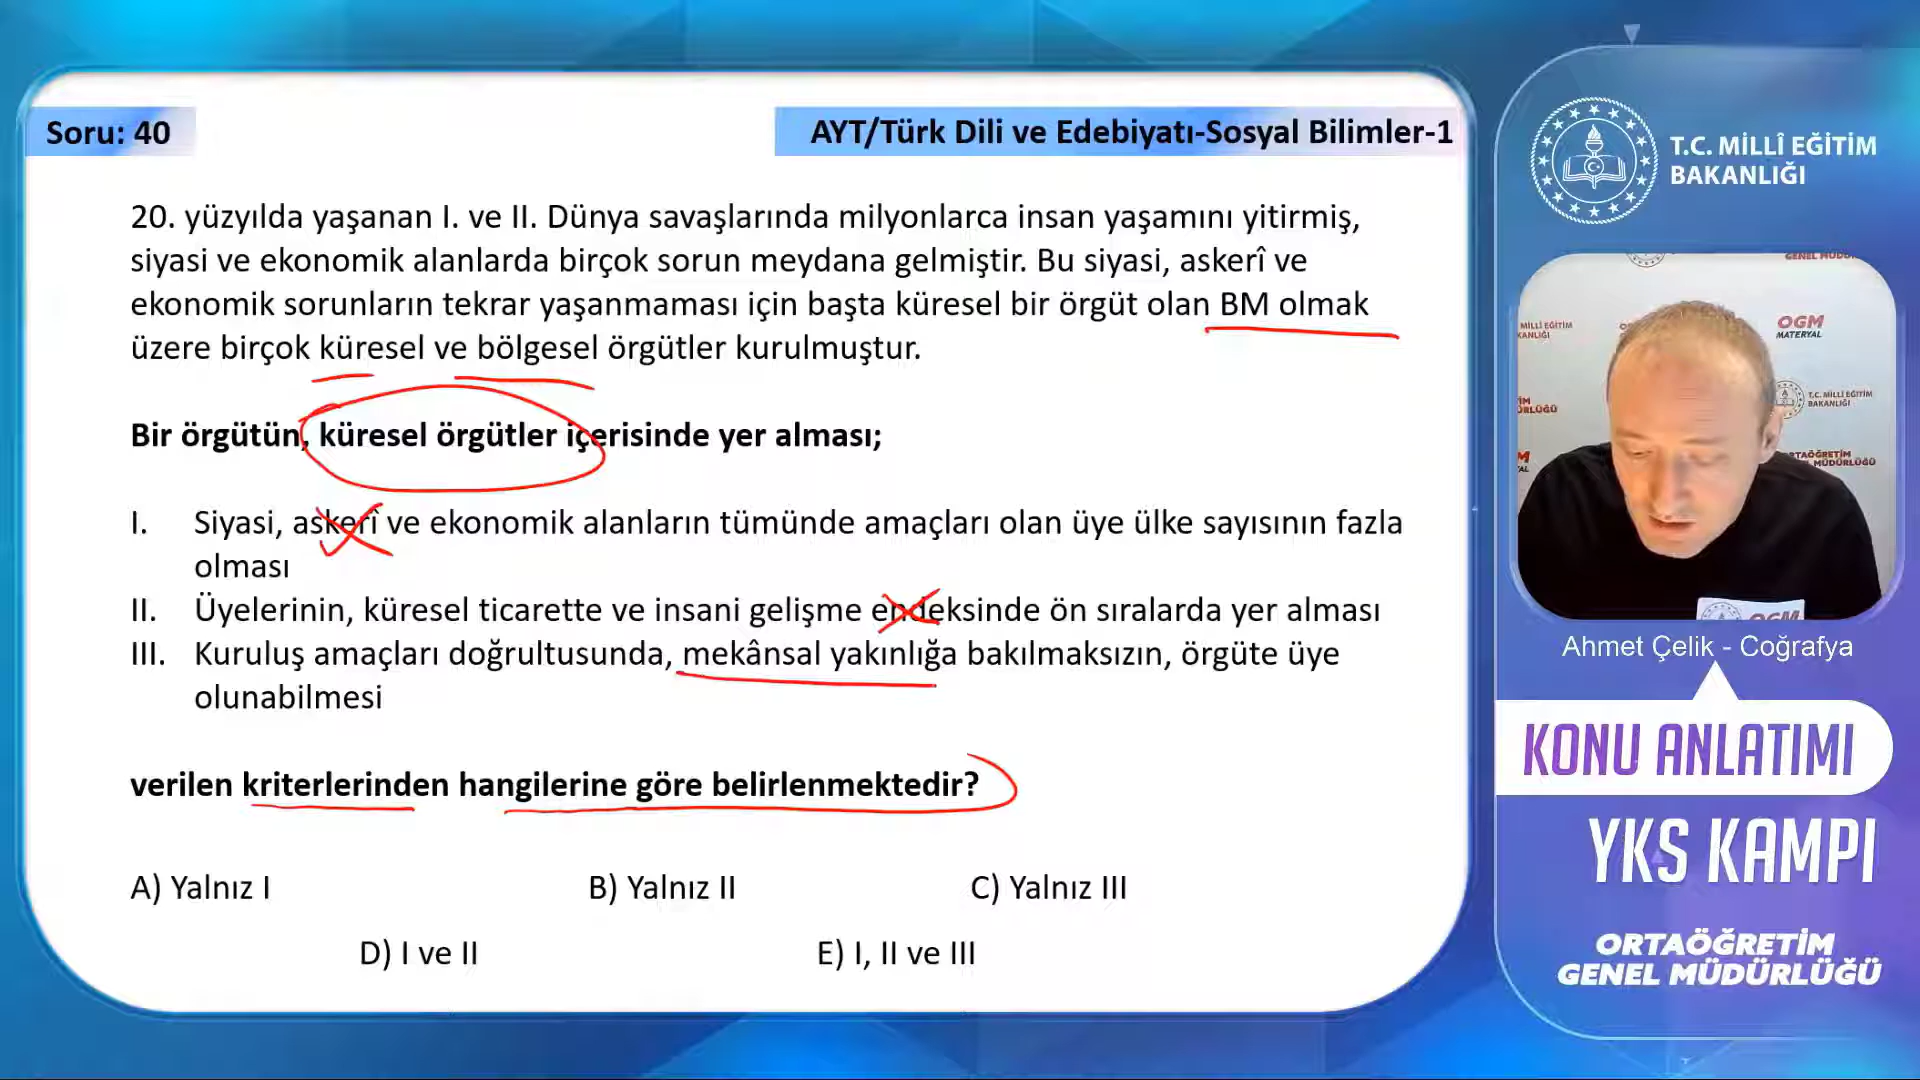 Soru: 40
AYT/Türk Dili ve Edebiyatı-Sosyal Bilimler-1
20. yüzyılda yaşanan I. ve II. Dünya savaşlarında milyonlarca insan yaşamını yitirmiş,
siyasi ve ekonomik alanlarda birçok sorun meydana gelmiştir. Bu siyasi, askerî ve
ekonomik sorunların tekrar yaşanmaması için başta küresel bir örgüt olan BM olmak
üzere birçok küresel ve bölgesel örgütler kurulmuştur.
Bir örgütün, küresel örgütler içerisinde yer alması;
I. Siyasi, askerî ve ekonomik alanların tümünde amaçları olan üye ülke sayısının fazla
olması
II. Üyelerinin, küresel ticarette ve insani gelişme endeksinde ön sıralarda yer alması
III. Kuruluş amaçları doğrultusunda, mekânsal yakınlığa bakılmaksızın, örgüte üye
olunabilmesi
verilen kriterlerinden hangilerine göre belirlenmektedir?
A) Yalnız I
B) Yalnız II
C) Yalnız III
D) I ve II
E) I, II ve III
T.C. MİLLÎ EĞİTİM
BAKANLIĞI
OGM
MATERYAL
T.C. MİLLÎ EĞİTİM
BAKANLIĞI
Ahmet Çelik - Coğrafya
KONU ANLATIMI
YKS KAMPI
ORTAÖĞRETİM
GENEL MÜDÜRLÜĞÜ